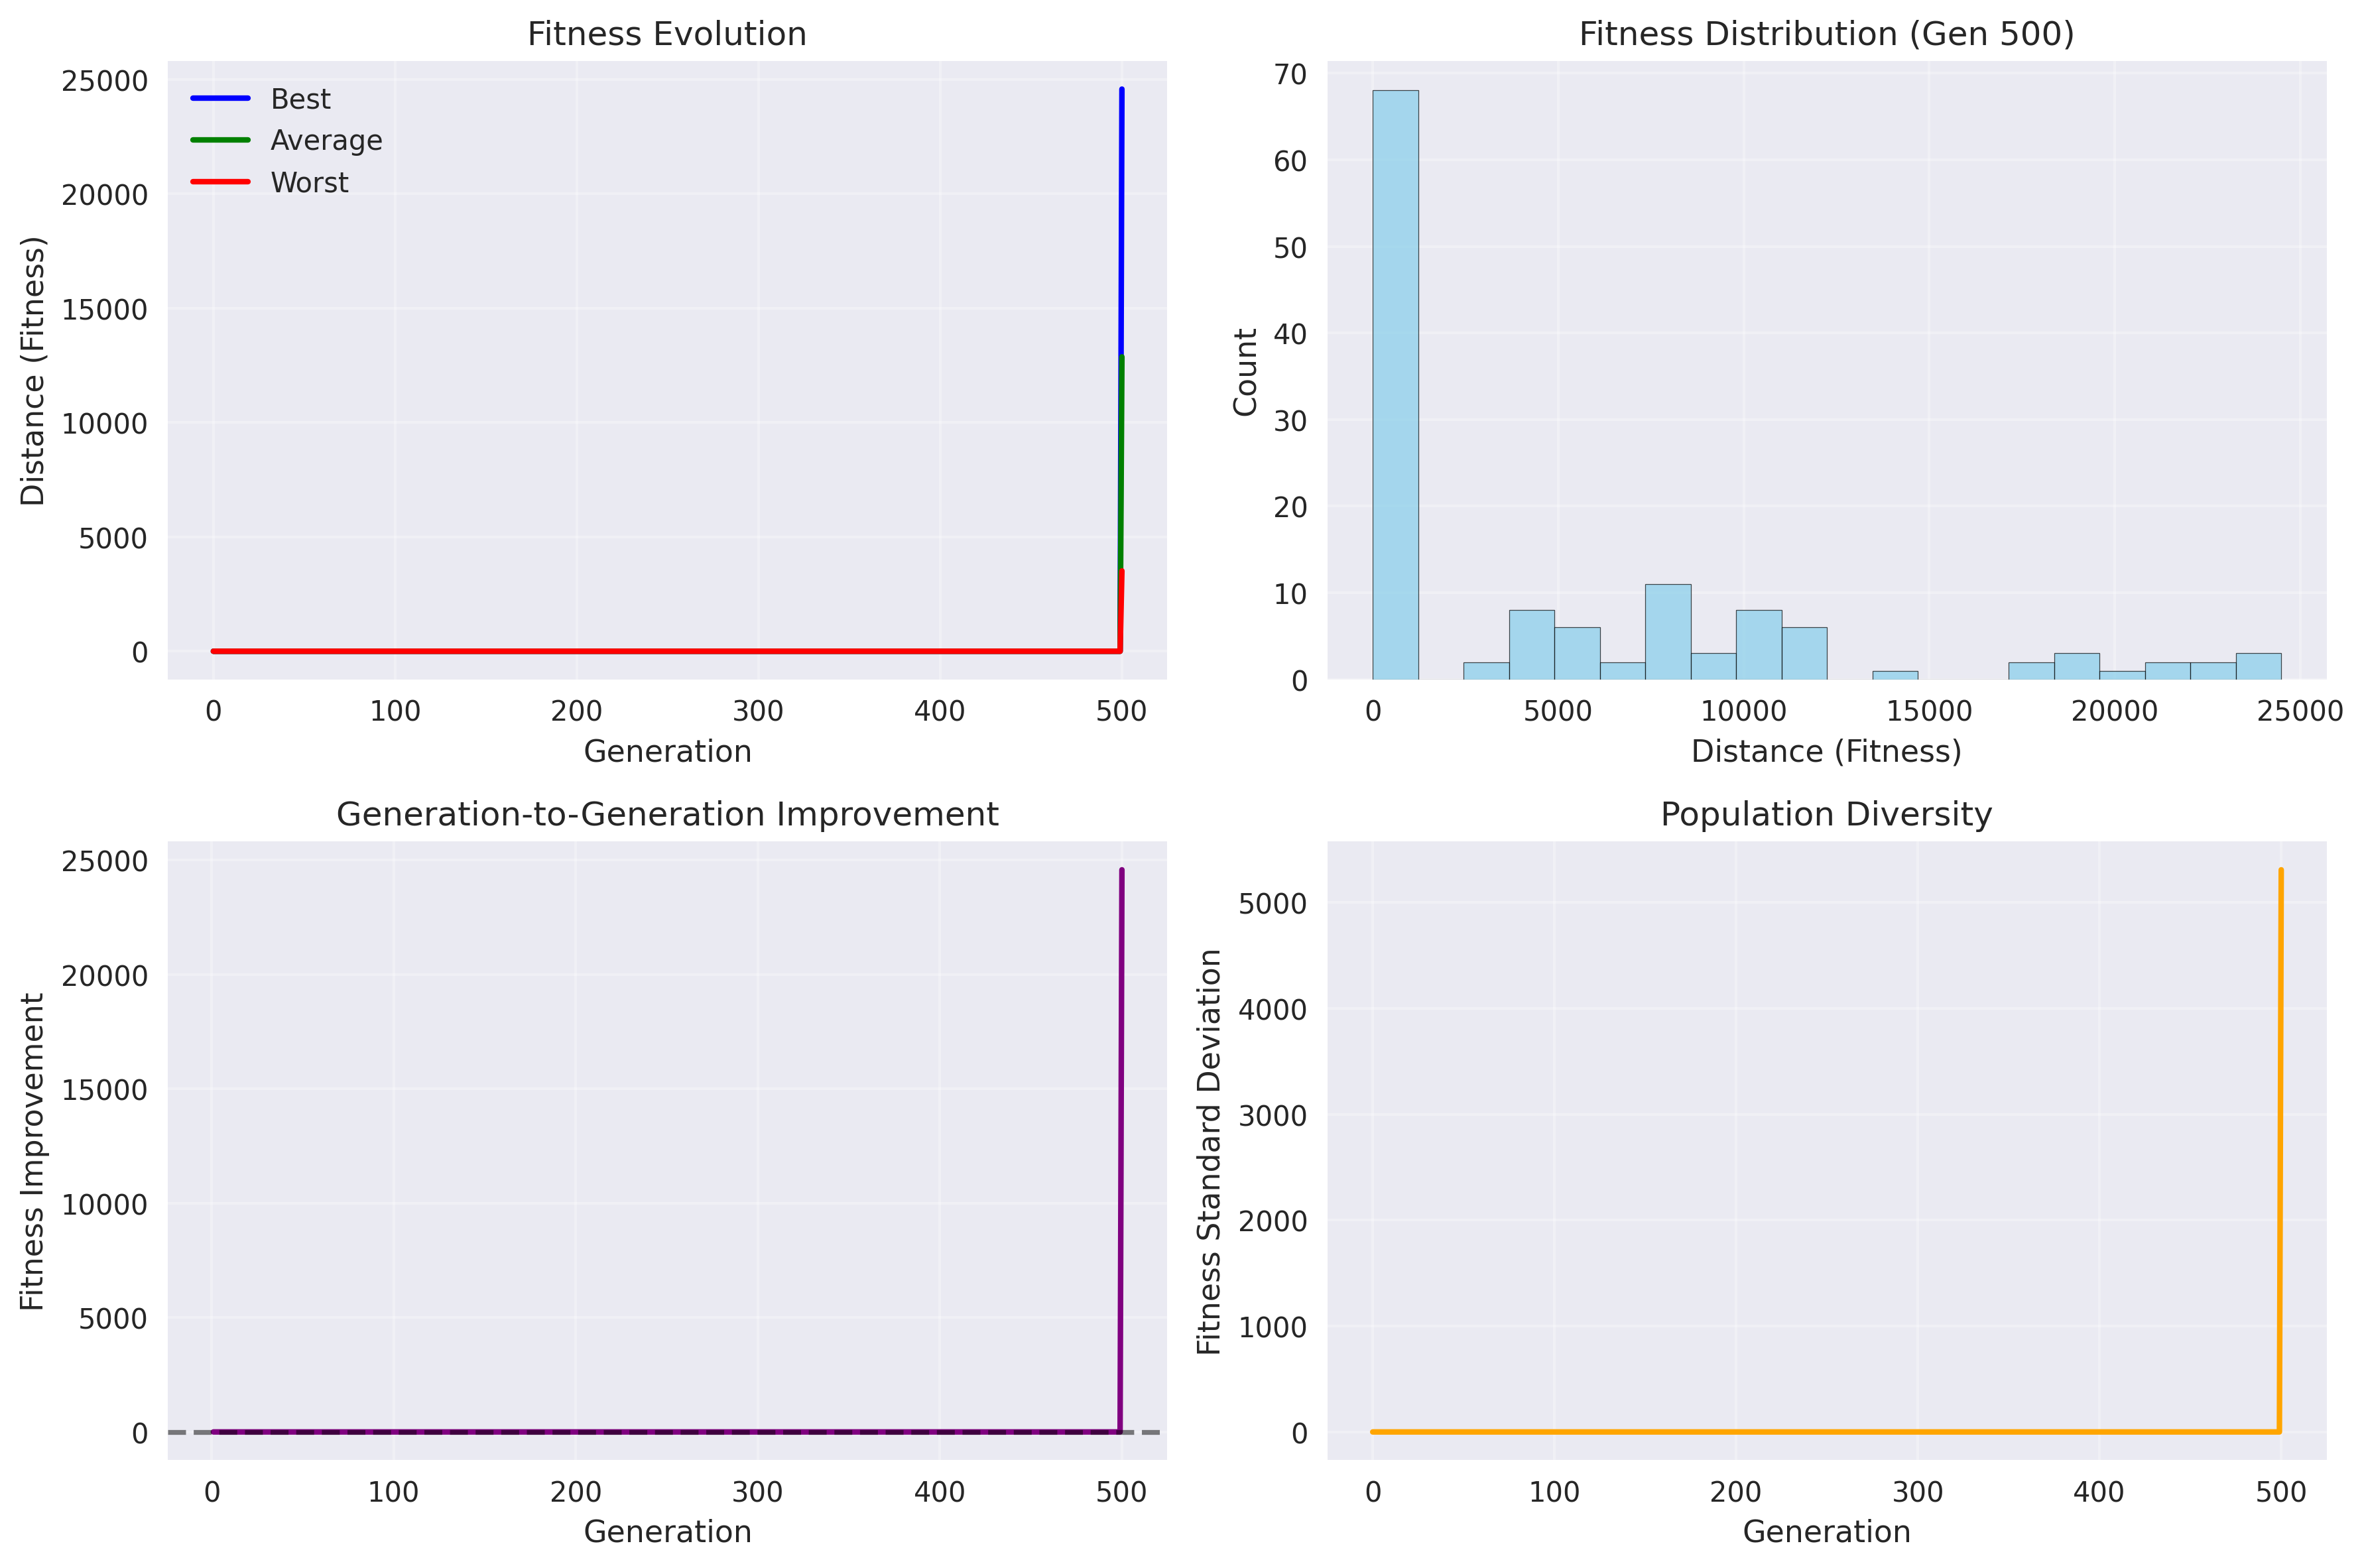 Fitness Evolution
25000
20000
15000
10000
5000
0
Distance (Fitness)
Best
Average
Worst
0 100 200 300 400 500
Generation
Fitness Distribution (Gen 500)
70
60
50
40
30
20
10
0
Count
0 5000 10000 15000 20000 25000
Distance (Fitness)
Generation-to-Generation Improvement
25000
20000
15000
10000
5000
0
Fitness Improvement
0 100 200 300 400 500
Generation
Population Diversity
5000
4000
3000
2000
1000
0
Fitness Standard Deviation
0 100 200 300 400 500
Generation